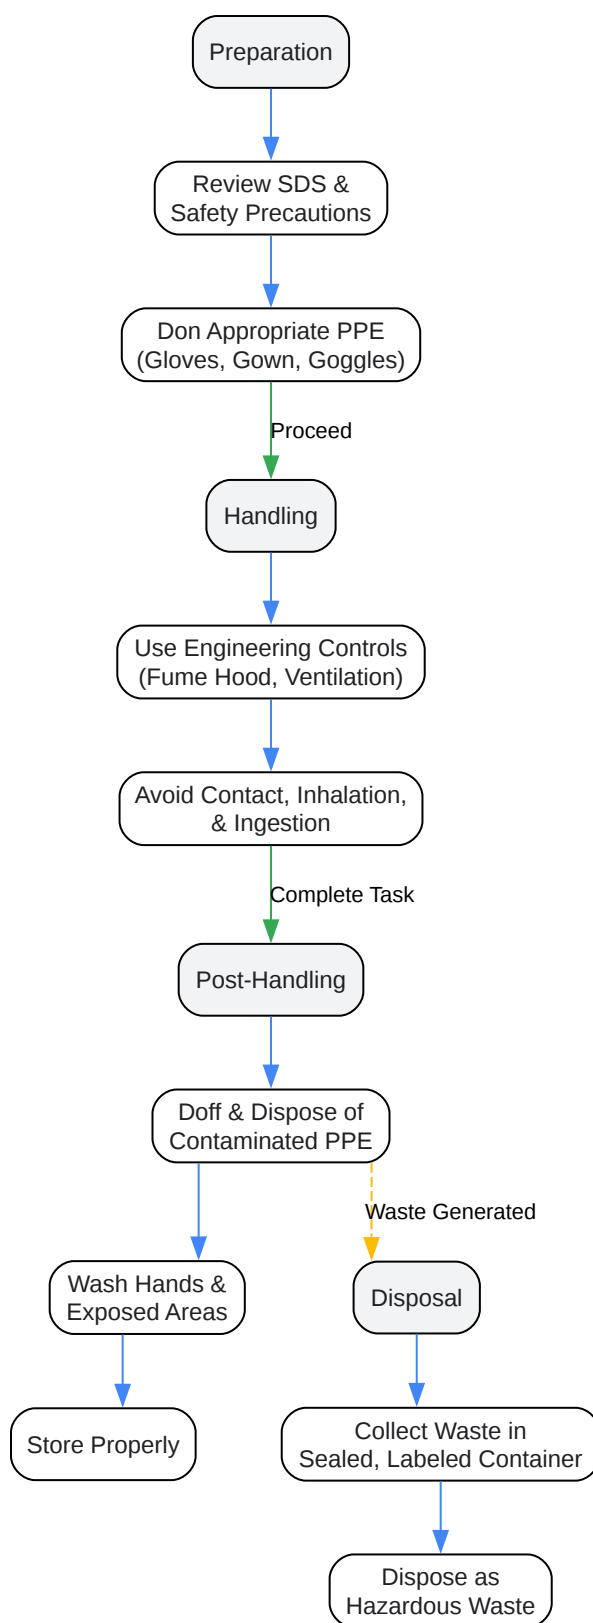 Preparation
Review SDS &
Safety Precautions
Don Appropriate PPE
(Gloves, Gown, Goggles)
Proceed
Handling
Use Engineering Controls
(Fume Hood, Ventilation)
Avoid Contact, Inhalation,
& Ingestion
Complete Task
Post-Handling
Doff & Dispose of
Contaminated PPE
Waste Generated
Wash Hands &
Exposed Areas
Disposal
Store Properly
Collect Waste in
Sealed, Labeled Container
Dispose as
Hazardous Waste